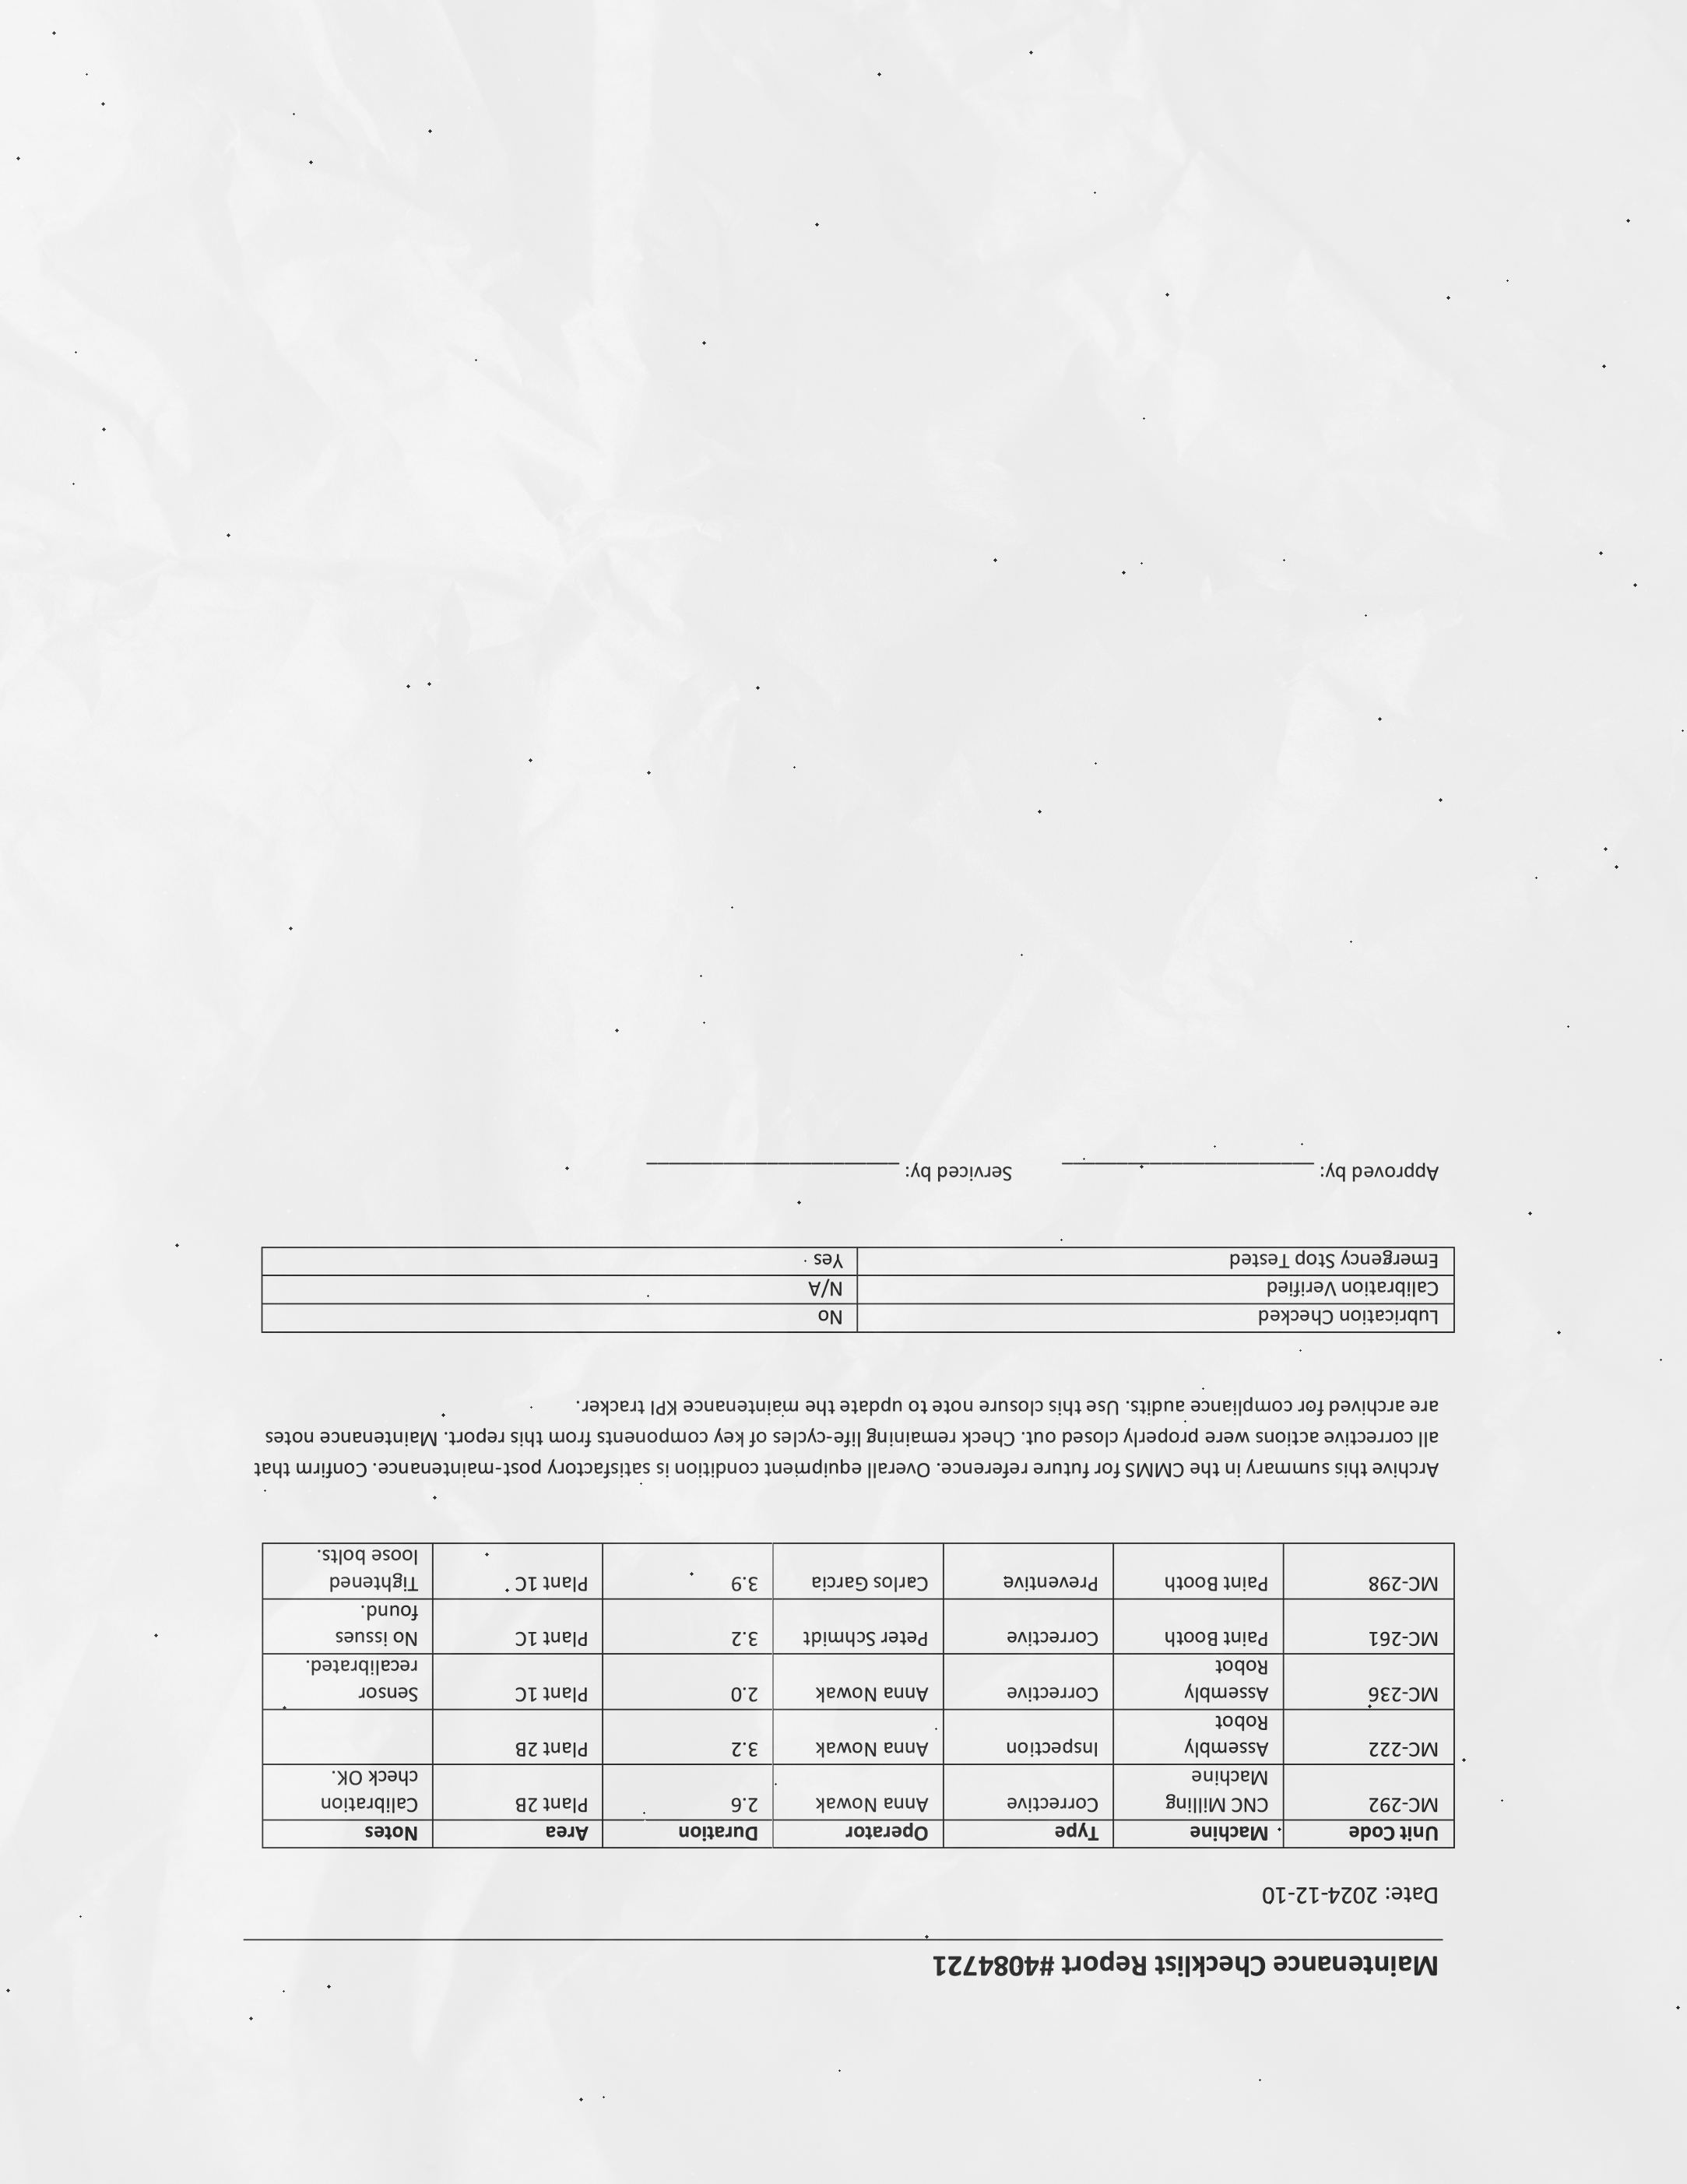 Maintenance Checklist Report #4084721
Date: 2024-12-10
Unit Code Machine Type Operator Duration Area Notes
MC-292 CNC Milling Machine Corrective Anna Nowak 2.6 Plant 2B Calibration check OK.
MC-222 Assembly Robot Inspection Anna Nowak 3.2 Plant 2B
MC-236 Assembly Robot Corrective Anna Nowak 2.0 Plant 1C Sensor recalibrated.
MC-261 Paint Booth Corrective Peter Schmidt 3.2 Plant 1C No issues found.
MC-298 Paint Booth Preventive Carlos Garcia 3.9 Plant 1C Tightened loose bolts.
Archive this summary in the CMMS for future reference. Overall equipment condition is satisfactory post-maintenance. Confirm that
all corrective actions were properly closed out. Check remaining life-cycles of key components from this report. Maintenance notes
are archived for compliance audits. Use this closure note to update the maintenance KPI tracker.
Lubrication Checked No
Calibration Verified N/A
Emergency Stop Tested Yes
Approved by: _______________________ Serviced by: _______________________